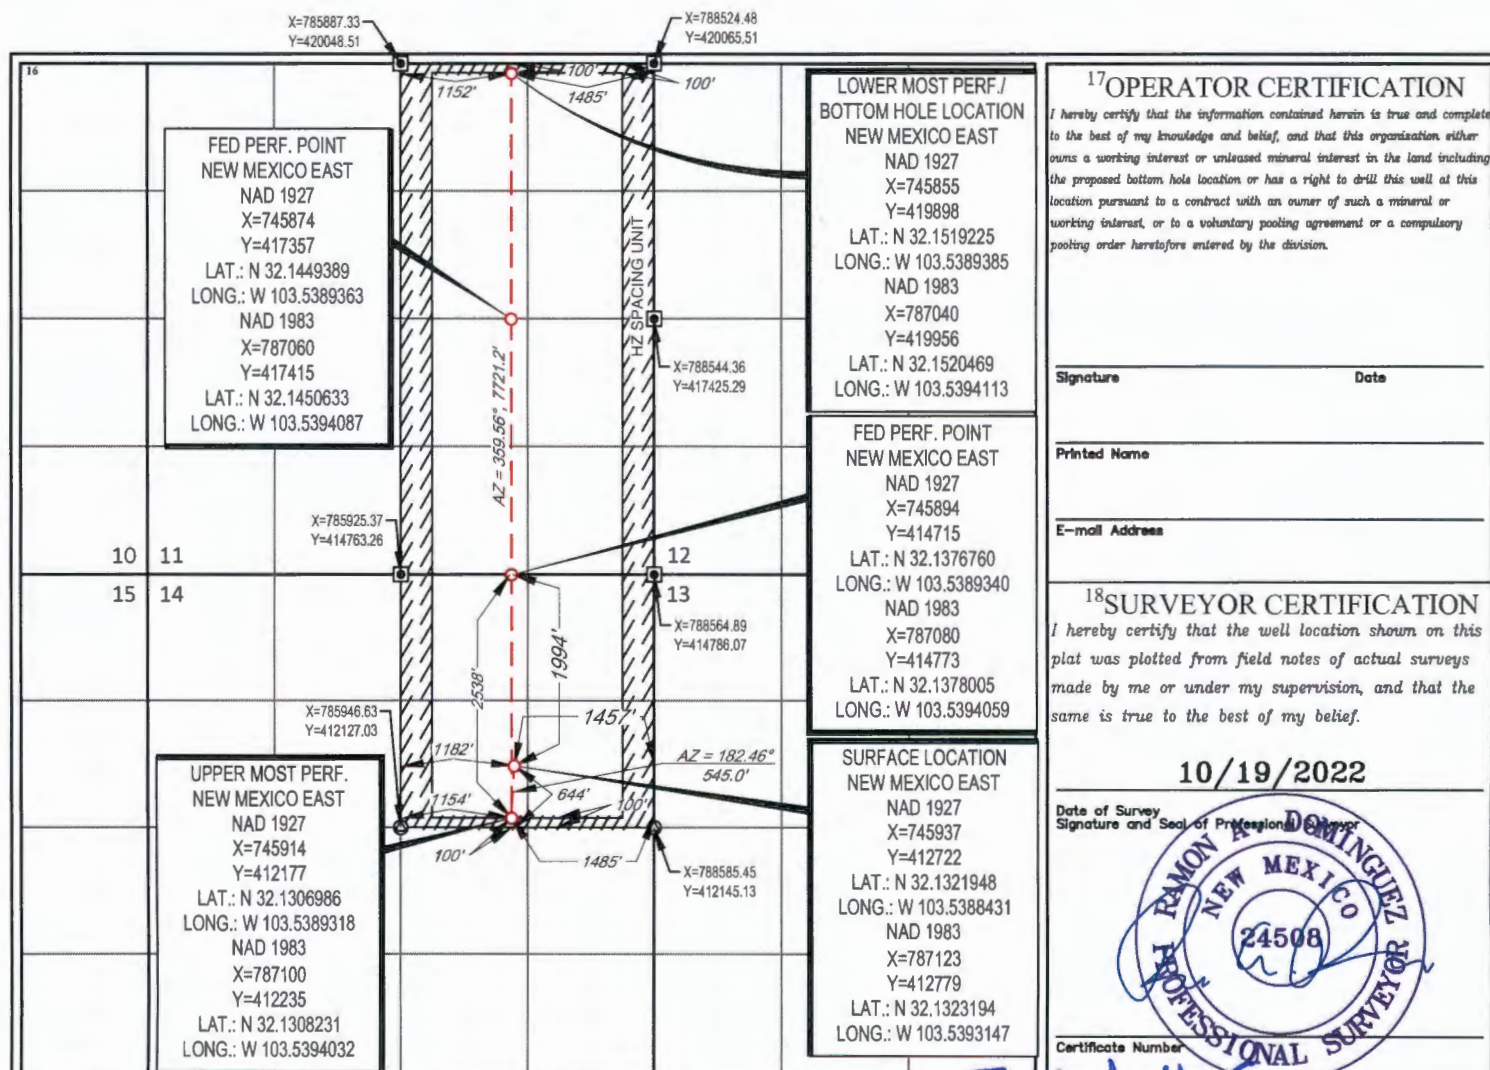 X=785887.33
Y=420048.51
X=788524.48
Y=420065.51
16
1152'
100'
1485'
100'
FED PERF. POINT
NEW MEXICO EAST
NAD 1927
X=745874
Y=417357
LAT.: N 32.1449389
LONG.: W 103.5389363
NAD 1983
X=787060
Y=417415
LAT.: N 32.1450633
LONG.: W 103.5394087
LOWER MOST PERF./
BOTTOM HOLE LOCATION
NEW MEXICO EAST
NAD 1927
X=745855
Y=419898
LAT.: N 32.1519225
LONG.: W 103.5389385
NAD 1983
X=787040
Y=419956
LAT.: N 32.1520469
LONG.: W 103.5394113
HZ SPACING UNIT
X=788544.36
Y=417425.29
AZ = 359.56°, 7721.2'
FED PERF. POINT
NEW MEXICO EAST
NAD 1927
X=745894
Y=414715
LAT.: N 32.1376760
LONG.: W 103.5389340
NAD 1983
X=787080
Y=414773
LAT.: N 32.1378005
LONG.: W 103.5394059
X=785925.37
Y=414763.26
10 11
15 14
12
13
X=788564.89
Y=414786.07
2538'
1994'
1457'
X=785946.63
Y=412127.03
1182'
AZ = 182.46°
545.0'
1154'
644'
100'
100'
1485'
X=788585.45
Y=412145.13
UPPER MOST PERF.
NEW MEXICO EAST
NAD 1927
X=745914
Y=412177
LAT.: N 32.1306986
LONG.: W 103.5389318
NAD 1983
X=787100
Y=412235
LAT.: N 32.1308231
LONG.: W 103.5394032
SURFACE LOCATION
NEW MEXICO EAST
NAD 1927
X=745937
Y=412722
LAT.: N 32.1321948
LONG.: W 103.5388431
NAD 1983
X=787123
Y=412779
LAT.: N 32.1323194
LONG.: W 103.5393147
17 OPERATOR CERTIFICATION
I hereby certify that the information contained herein is true and complete
to the best of my knowledge and belief, and that this organization either
owns a working interest or unleased mineral interest in the land including
the proposed bottom hole location or has a right to drill this well at this
location pursuant to a contract with an owner of such a mineral or
working interest, or to a voluntary pooling agreement or a compulsory
pooling order heretofore entered by the division.
Signature Date
Printed Name
E-mail Address
18 SURVEYOR CERTIFICATION
I hereby certify that the well location shown on this
plat was plotted from field notes of actual surveys
made by me or under my supervision, and that the
same is true to the best of my belief.
10/19/2022
Date of Survey
Signature and Seal of Professional Surveyor
RAMON A. DOMINGUEZ
NEW MEXICO
24508
PROFESSIONAL SURVEYOR
Certificate Number